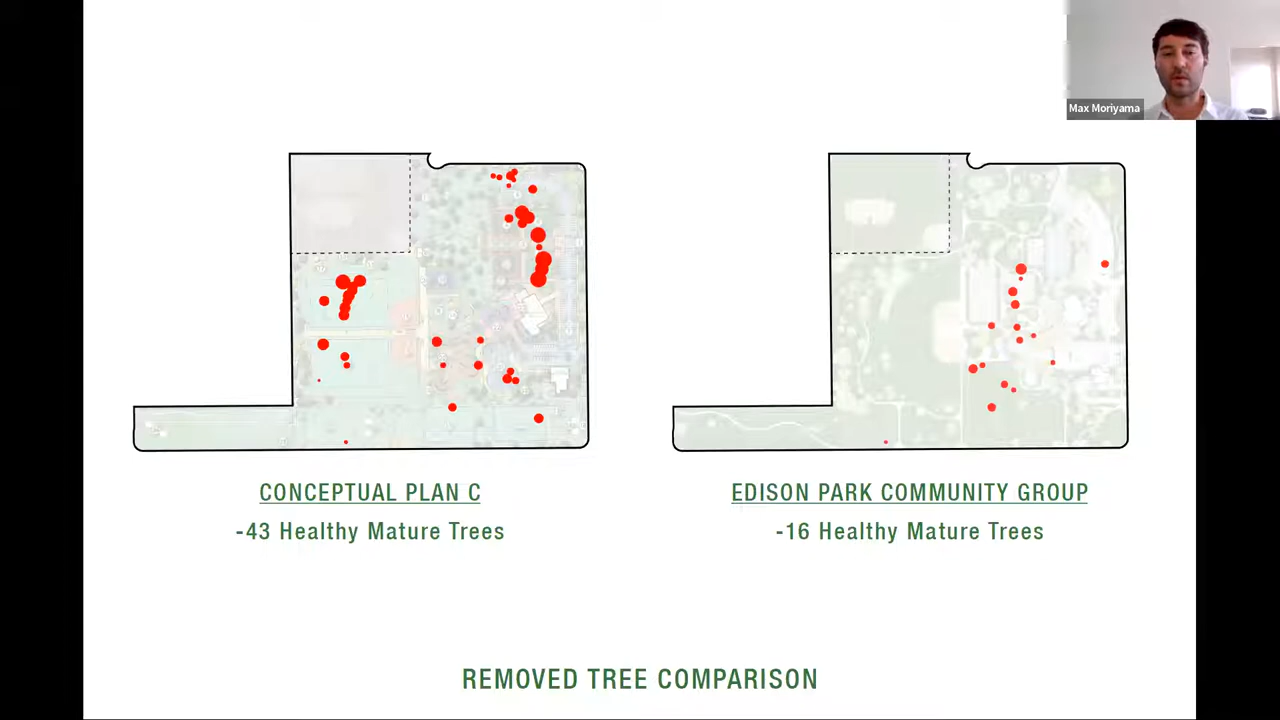 Max Moriyama
CONCEPTUAL PLAN C
-43 Healthy Mature Trees
EDISON PARK COMMUNITY GROUP
-16 Healthy Mature Trees
REMOVED TREE COMPARISON